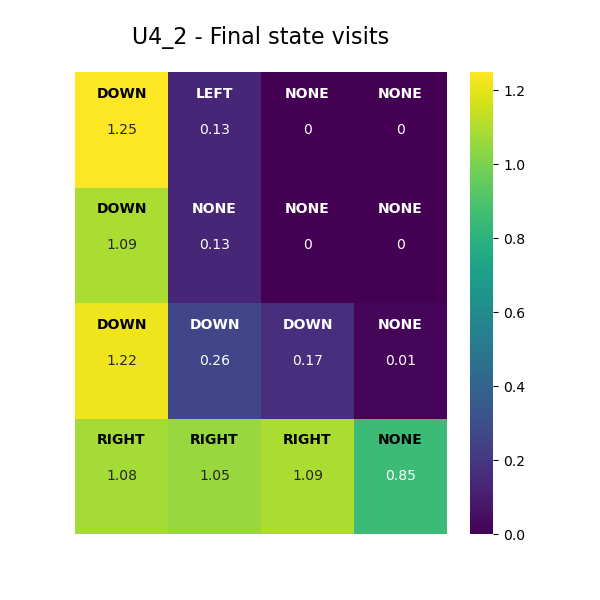 U4_2 - Final state visits
DOWN LEFT NONE NONE
1.25 0.13 0 0
DOWN NONE NONE NONE
1.09 0.13 0 0
DOWN DOWN DOWN NONE
1.22 0.26 0.17 0.01
RIGHT RIGHT RIGHT NONE
1.08 1.05 1.09 0.85
1.2
1.0
0.8
0.6
0.4
0.2
0.0